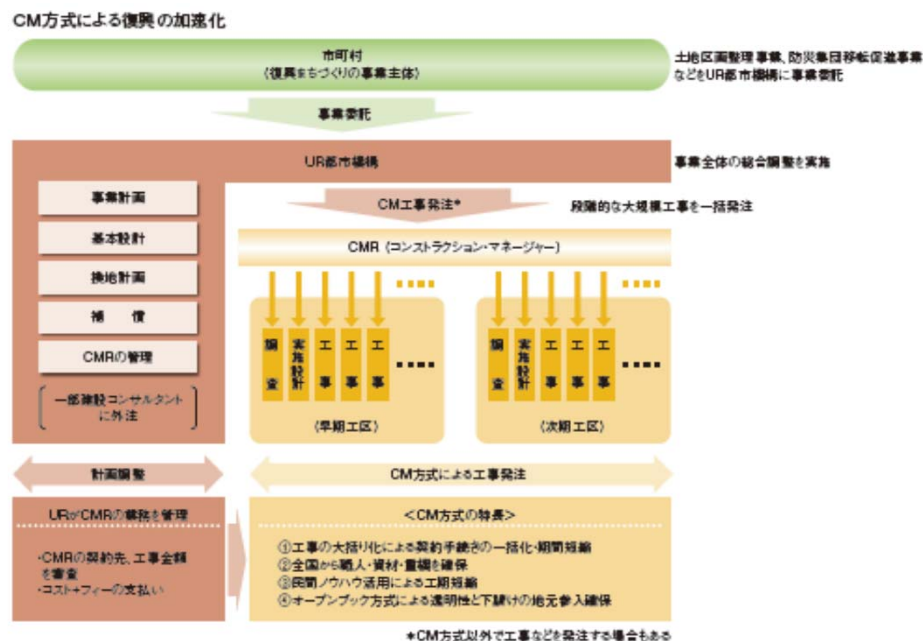 CM方式による復興の加速化
市町村
（復興まちづくりの事業主体）
土地区画整理事業、防災集団移転促進事業
などをUR都市機構に事業委託
事業委託
UR都市機構
事業全体の総合調整を実施
事業計画
基本設計
換地計画
補　償
CMRの管理
一部建設コンサルタント
に外注
CM工事発注*
段階的な大規模工事を一括発注
CMR（コンストラクション・マネージャー）
調査
実施設計
工事
工事
工事
（早期工区）
調査
実施設計
工事
工事
工事
（次期工区）
計画調整
CM方式による工事発注
URがCMRの業務を管理
・CMRの契約先、工事金額
を審査
・コスト+フィーの支払い
＜CM方式の特長＞
①工事の大括り化による契約手続きの一括化・期間短縮
②全国から職人・資材・重機を確保
③民間ノウハウ活用による工期短縮
④オープンブック方式による透明性と下請けの地元参入確保
*CM方式以外で工事などを発注する場合もある